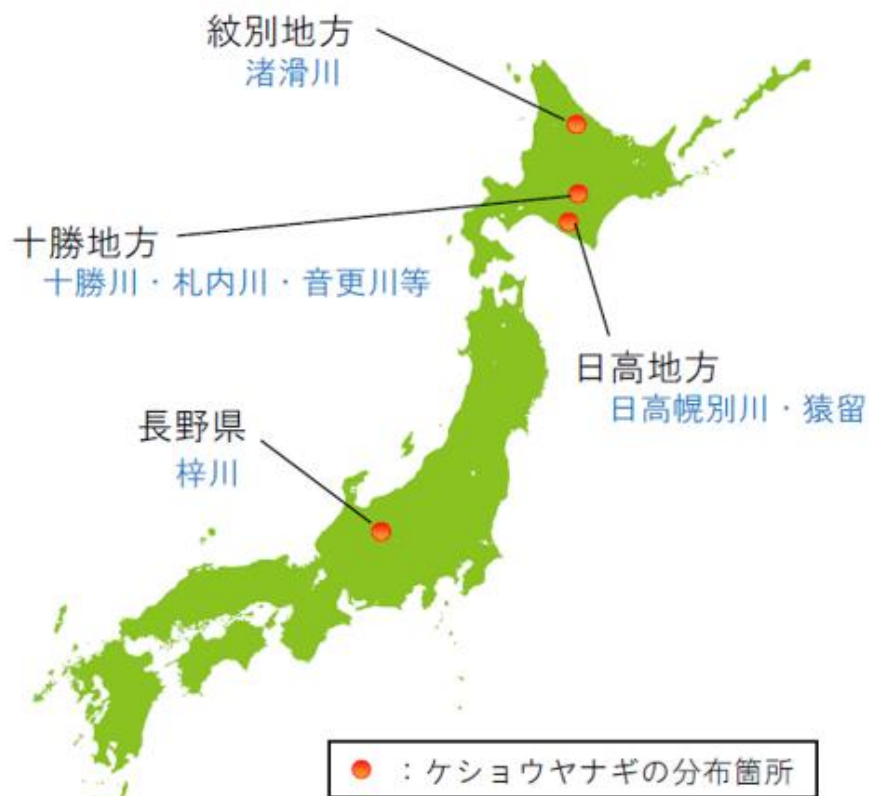 紋別地方
渚滑川
十勝地方
十勝川・札内川・音更川等
日高地方
日高幌別川・猿留
長野県
梓川
：ケショウヤナギの分布箇所